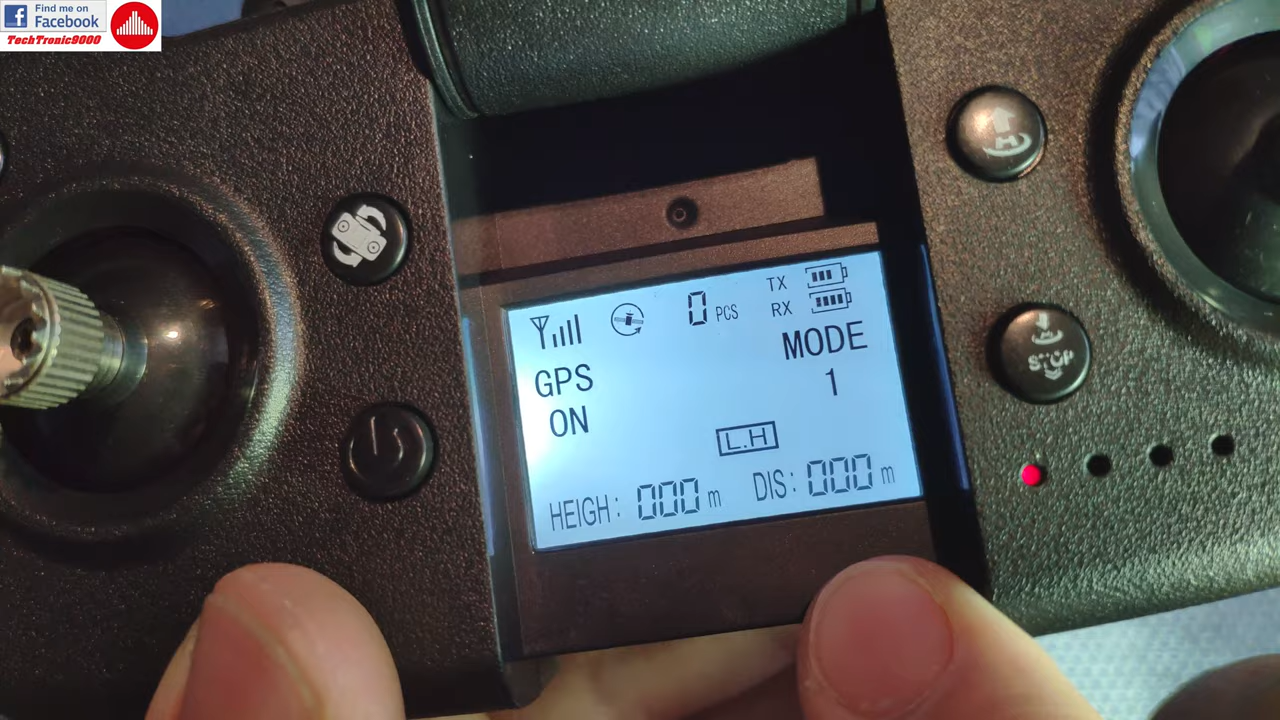 Find me on
Facebook
TechTronic9000
H
STOP
0 PCS
TX
RX
GPS
ON
MODE
1
L.H
HEIGH: 000 m
DIS: 000 m